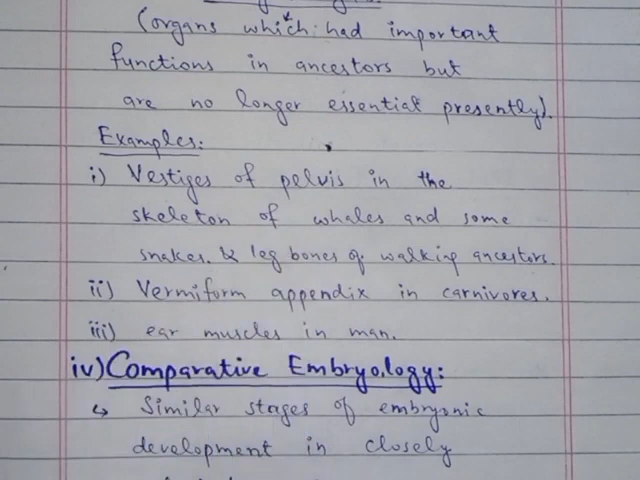 (organs which had important
functions in ancestors but
are no longer essential presently).
Examples:
i) Vestiges of pelvis in the
skeleton of whales and some
snakes. & leg bones of walking ancestors.
ii) Vermiform appendix in carnivores.
iii) ear muscles in man.
iv) Comparative Embryology:
↳ Similar stages of embryonic
development in closely